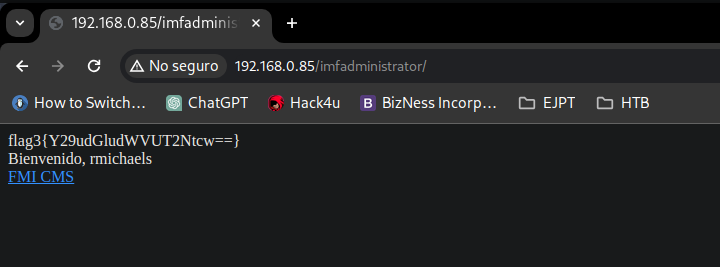 192.168.0.85/imfadminis
No seguro
192.168.0.85/imfadministrator/
How to Switch...
ChatGPT
Hack4u
BizNess Incorp...
EJPT
HTB
flag3{Y29udGludWVUT2Ntcw==}
Bienvenido, rmichaels
FMI CMS